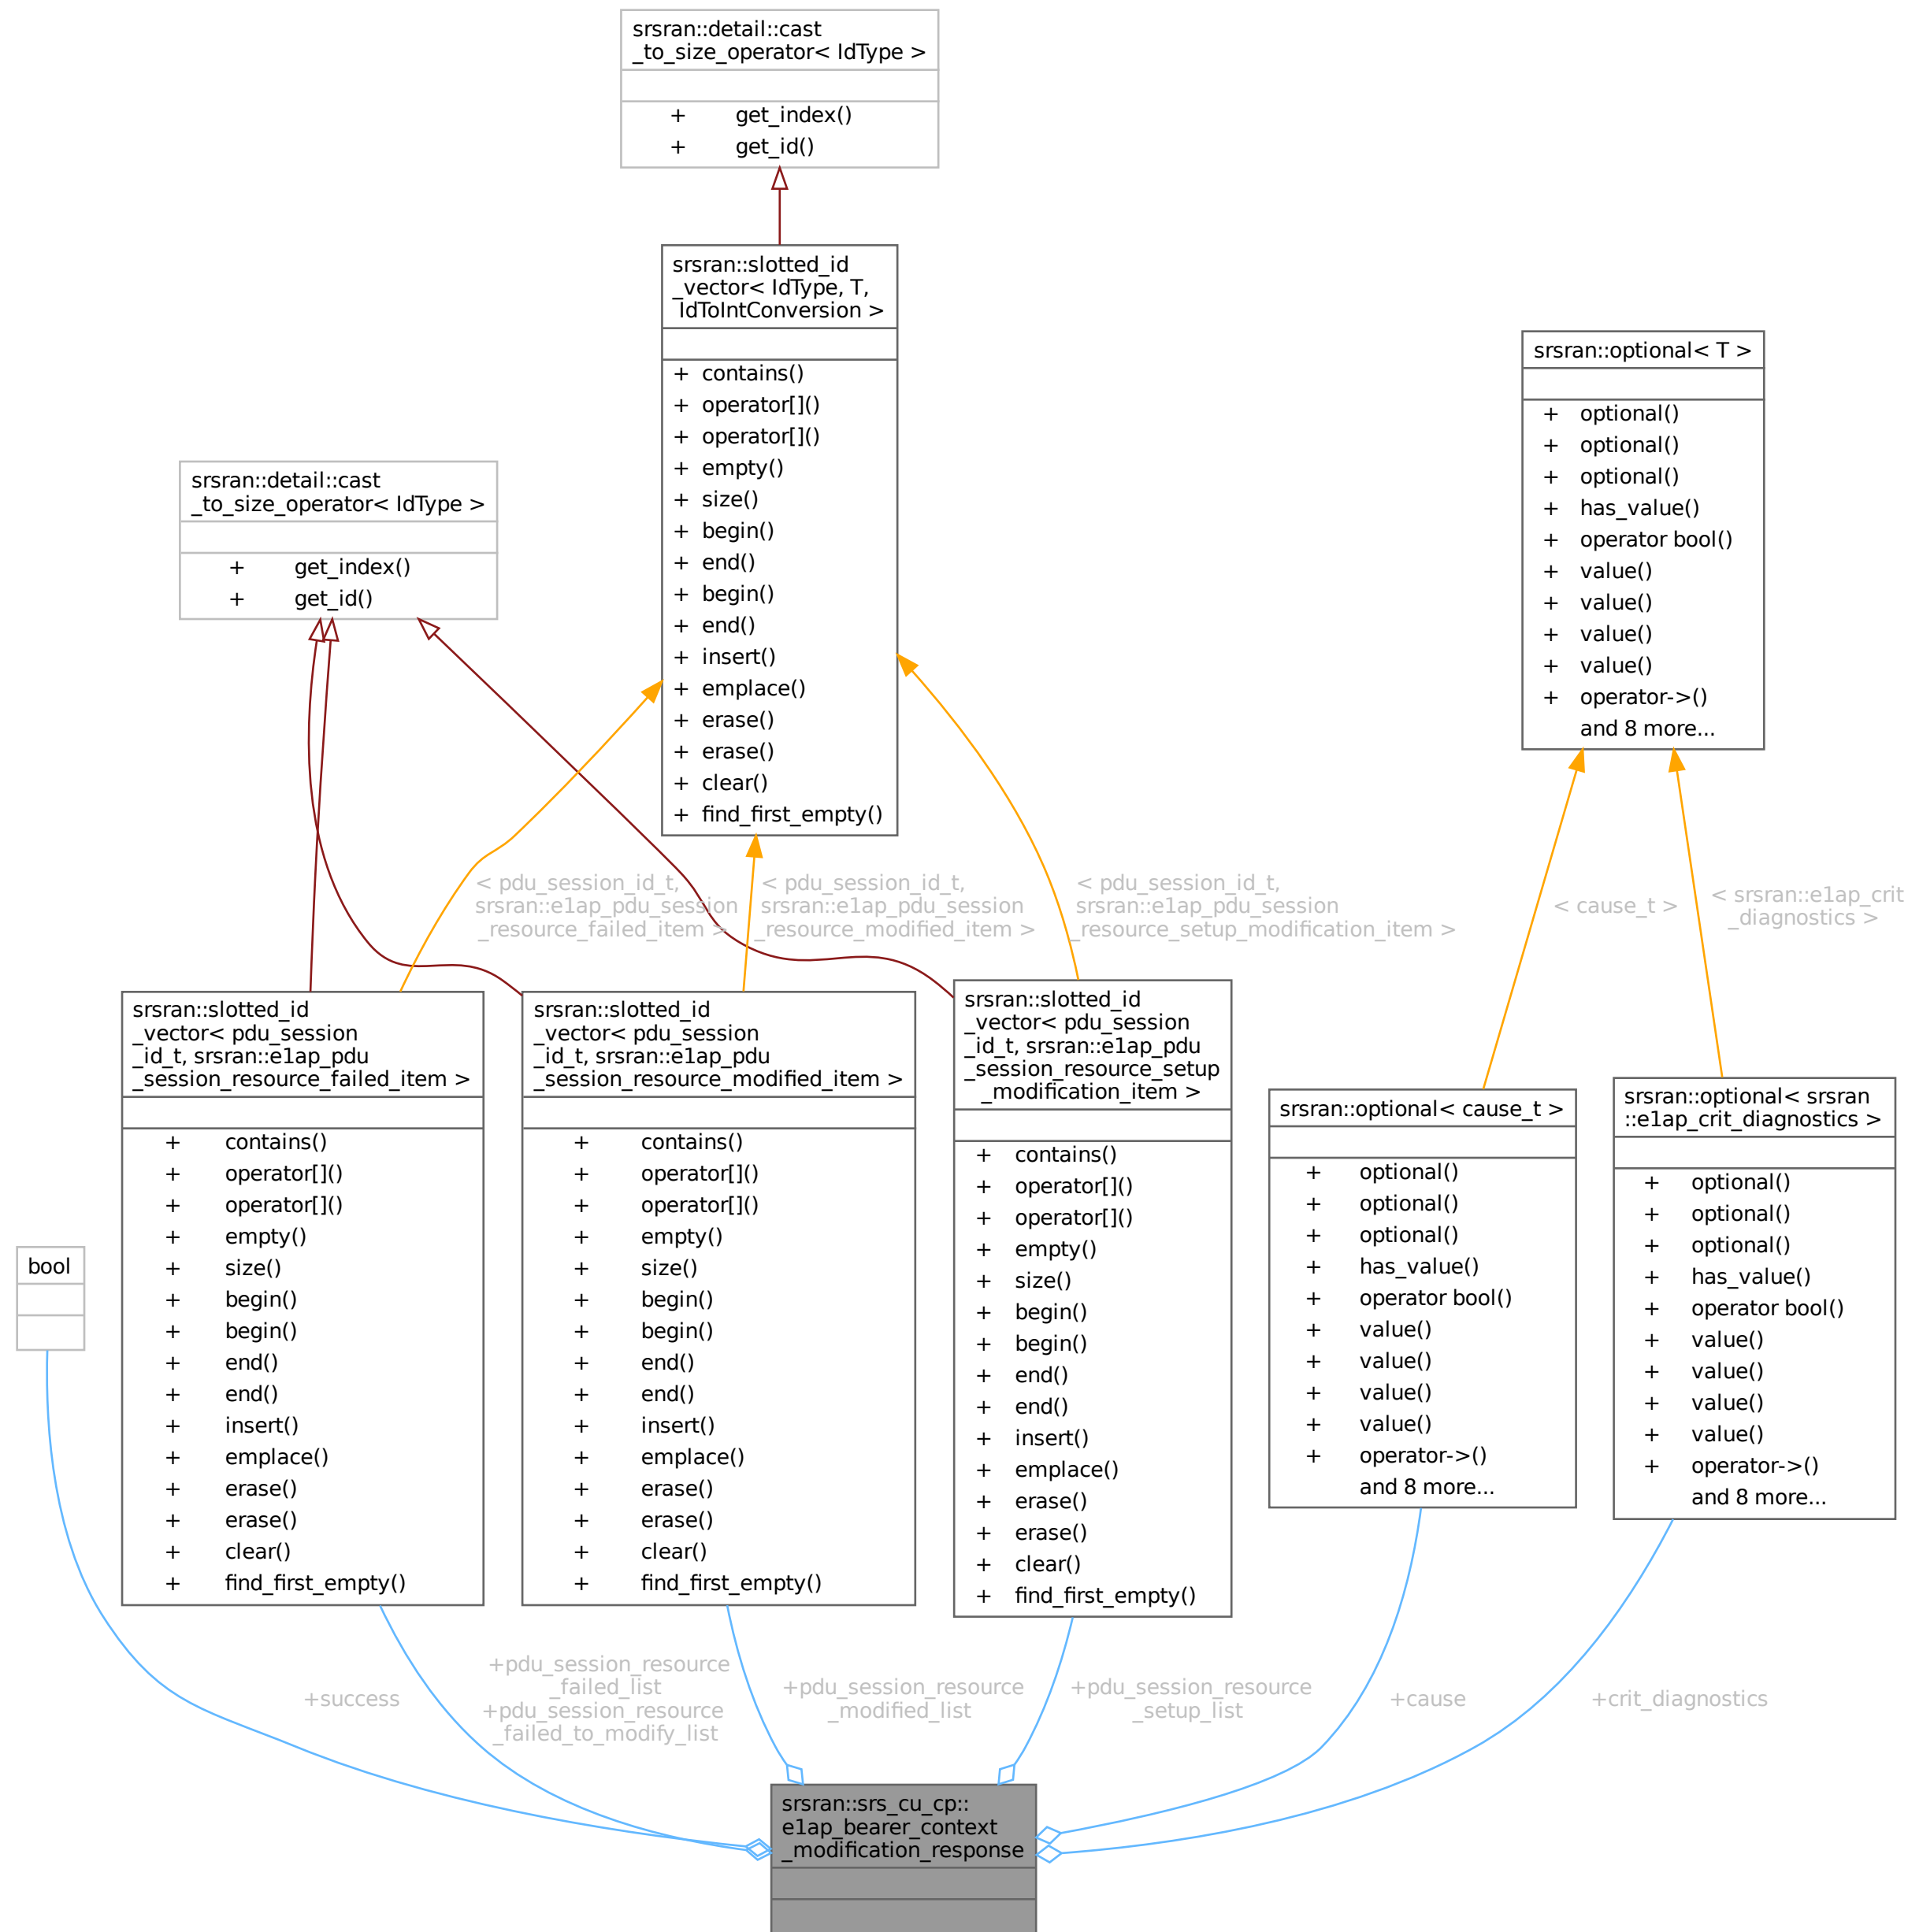 srsran::detail::cast
_to_size_operator< IdType >
+ get_index()
+ get_id()
srsran::slotted_id
_vector< IdType, T,
IdToIntConversion >
+ contains()
+ operator[]()
+ operator[]()
+ empty()
+ size()
+ begin()
+ end()
+ begin()
+ end()
+ insert()
+ emplace()
+ erase()
+ erase()
+ clear()
+ find_first_empty()
srsran::optional< T >
+ optional()
+ optional()
+ optional()
+ has_value()
+ operator bool()
+ value()
+ value()
+ value()
+ value()
+ operator->()
and 8 more...
srsran::detail::cast
_to_size_operator< IdType >
+ get_index()
+ get_id()
< pdu_session_id_t,
srsran::e1ap_pdu_session
_resource_failed_item >
< pdu_session_id_t,
srsran::e1ap_pdu_session
_resource_modified_item >
< pdu_session_id_t,
srsran::e1ap_pdu_session
_resource_setup_modification_item >
< cause_t >
< srsran::e1ap_crit
_diagnostics >
bool
srsran::slotted_id
_vector< pdu_session
_id_t, srsran::e1ap_pdu
_session_resource_failed_item >
+ contains()
+ operator[]()
+ operator[]()
+ empty()
+ size()
+ begin()
+ begin()
+ end()
+ end()
+ insert()
+ emplace()
+ erase()
+ erase()
+ clear()
+ find_first_empty()
srsran::slotted_id
_vector< pdu_session
_id_t, srsran::e1ap_pdu
_session_resource_modified_item >
+ contains()
+ operator[]()
+ operator[]()
+ empty()
+ size()
+ begin()
+ begin()
+ end()
+ end()
+ insert()
+ emplace()
+ erase()
+ erase()
+ clear()
+ find_first_empty()
srsran::slotted_id
_vector< pdu_session
_id_t, srsran::e1ap_pdu
_session_resource_setup
_modification_item >
+ contains()
+ operator[]()
+ operator[]()
+ empty()
+ size()
+ begin()
+ begin()
+ end()
+ end()
+ insert()
+ emplace()
+ erase()
+ erase()
+ clear()
+ find_first_empty()
srsran::optional< cause_t >
+ optional()
+ optional()
+ optional()
+ has_value()
+ operator bool()
+ value()
+ value()
+ value()
+ value()
+ operator->()
and 8 more...
srsran::optional< srsran
::e1ap_crit_diagnostics >
+ optional()
+ optional()
+ optional()
+ has_value()
+ operator bool()
+ value()
+ value()
+ value()
+ value()
+ operator->()
and 8 more...
+success
+pdu_session_resource
_failed_list
+pdu_session_resource
_failed_to_modify_list
+pdu_session_resource
_modified_list
+pdu_session_resource
_setup_list
+cause
+crit_diagnostics
srsran::srs_cu_cp::
e1ap_bearer_context
_modification_response